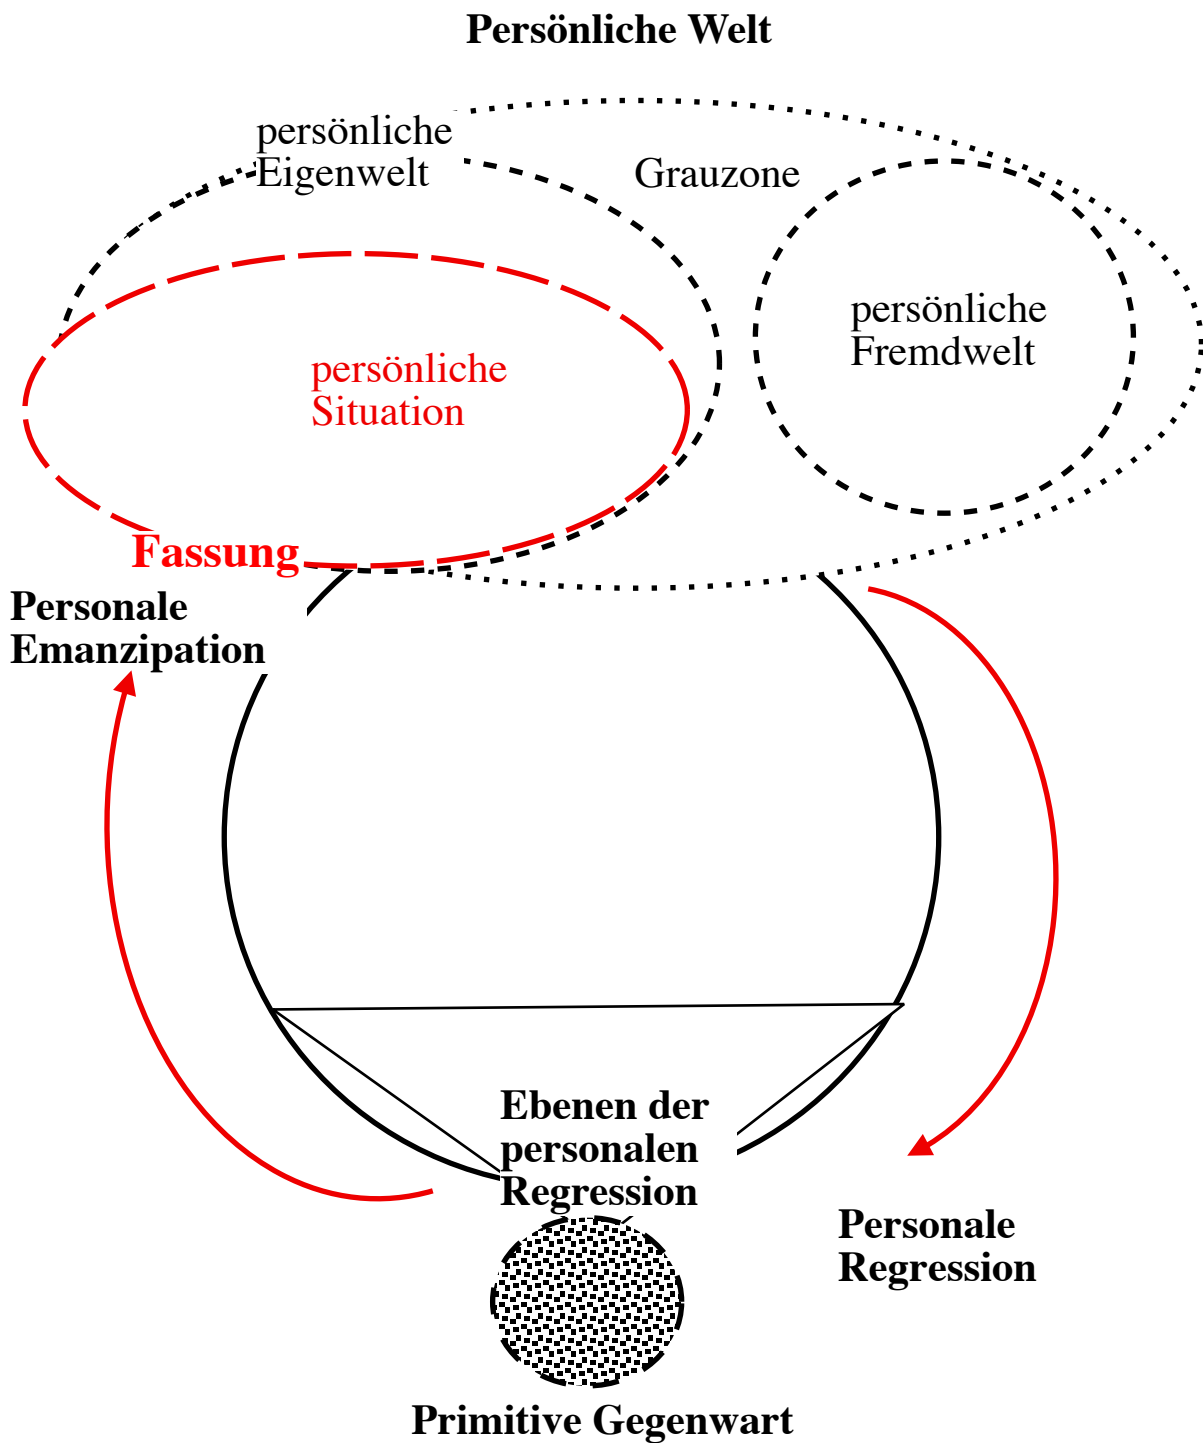 Persönliche Welt
persönliche
Eigenwelt
Grauzone
persönliche
Fremdwelt
persönliche
Situation
Fassung
Personale
Emanzipation
Ebenen der
personalen
Regression
Personale
Regression
Primitive Gegenwart